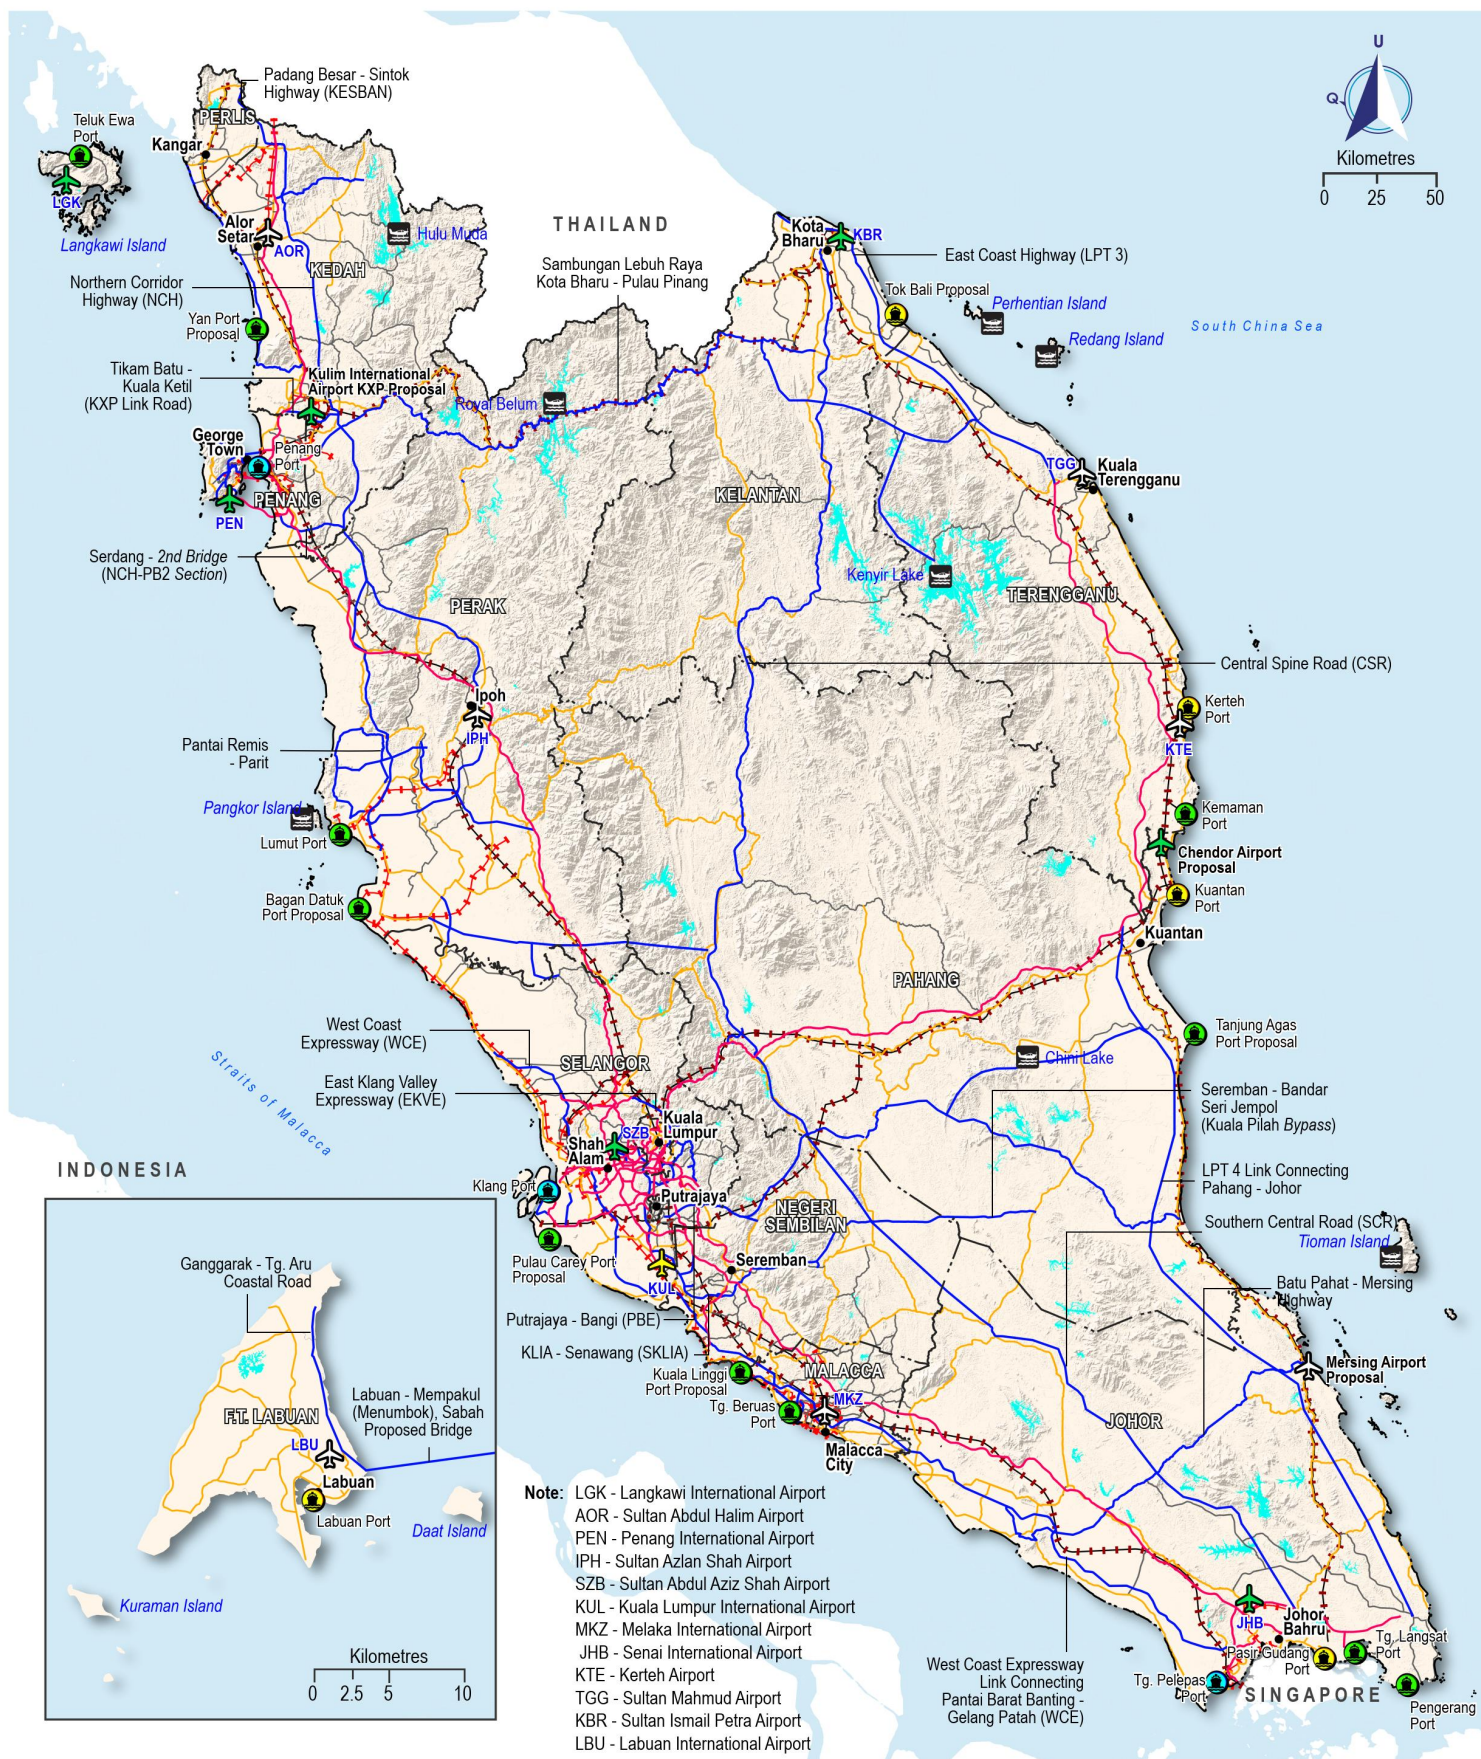 U
Q
Kilometres
0 25 50
Padang Besar - Sintok
Highway (KESBAN)
PERLIS
Kangar
Teluk Ewa
Port
LGK
Langkawi Island
Alor
Setar
AOR
KEDAH
Hulu Muda
THAILAND
Sambungan Lebuh Raya
Kota Bharu - Pulau Pinang
Kota
Bharu
KBR
East Coast Highway (LPT 3)
Tok Bali Proposal
Perhentian Island
Redang Island
South China Sea
Northern Corridor
Highway (NCH)
Yan Port
Proposal
Tikam Batu -
Kuala Ketil
(KXP Link Road)
Kulim International
Airport KXP Proposal
Royal Belum
George
Town
Penang
Port
PENANG
PEN
KELANTAN
TGG
Kuala
Terengganu
Serdang - 2nd Bridge
(NCH-PB2 Section)
Kenyir Lake
TERENGGANU
PERAK
Central Spine Road (CSR)
Ipoh
IPH
Kerteh
Port
KTE
Pantai Remis
- Parit
Pangkor Island
Lumut Port
Kemaman
Port
Chendor Airport
Proposal
Kuantan
Port
Bagan Datuk
Port Proposal
Kuantan
PAHANG
West Coast
Expressway (WCE)
Tanjung Agas
Port Proposal
SELANGOR
Chini Lake
Straits of Malacca
East Klang Valley
Expressway (EKVE)
Seremban - Bandar
Seri Jempol
(Kuala Pilah Bypass)
Kuala
Lumpur
SZB
Shah
Alam
INDONESIA
LPT 4 Link Connecting
Pahang - Johor
Klang Port
Putrajaya
NEGERI
SEMBILAN
Southern Central Road (SCR)
Tioman Island
Pulau Carey Port
Proposal
KUL
Seremban
Batu Pahat - Mersing
Highway
Putrajaya - Bangi (PBE)
KLIA - Senawang (SKLIA)
Kuala Linggi
Port Proposal
MALACCA
Mersing Airport
Proposal
Tg. Beruas
Port
MKZ
JOHOR
Malacca
City
Ganggarak - Tg. Aru
Coastal Road
Labuan - Mempakul
(Menumbok), Sabah
Proposed Bridge
F.T. LABUAN
LBU
Labuan
Labuan Port
Daat Island
Kuraman Island
Kilometres
0 2.5 5 10
Note: LGK - Langkawi International Airport
AOR - Sultan Abdul Halim Airport
PEN - Penang International Airport
IPH - Sultan Azlan Shah Airport
SZB - Sultan Abdul Aziz Shah Airport
KUL - Kuala Lumpur International Airport
MKZ - Melaka International Airport
JHB - Senai International Airport
KTE - Kerteh Airport
TGG - Sultan Mahmud Airport
KBR - Sultan Ismail Petra Airport
LBU - Labuan International Airport
JHB
Johor
Bahru
Pasir Gudang
Port
Tg. Langsat
Port
West Coast Expressway
Link Connecting
Pantai Barat Banting -
Gelang Patah (WCE)
Tg. Pelepas
Port
SINGAPORE
Pengerang
Port